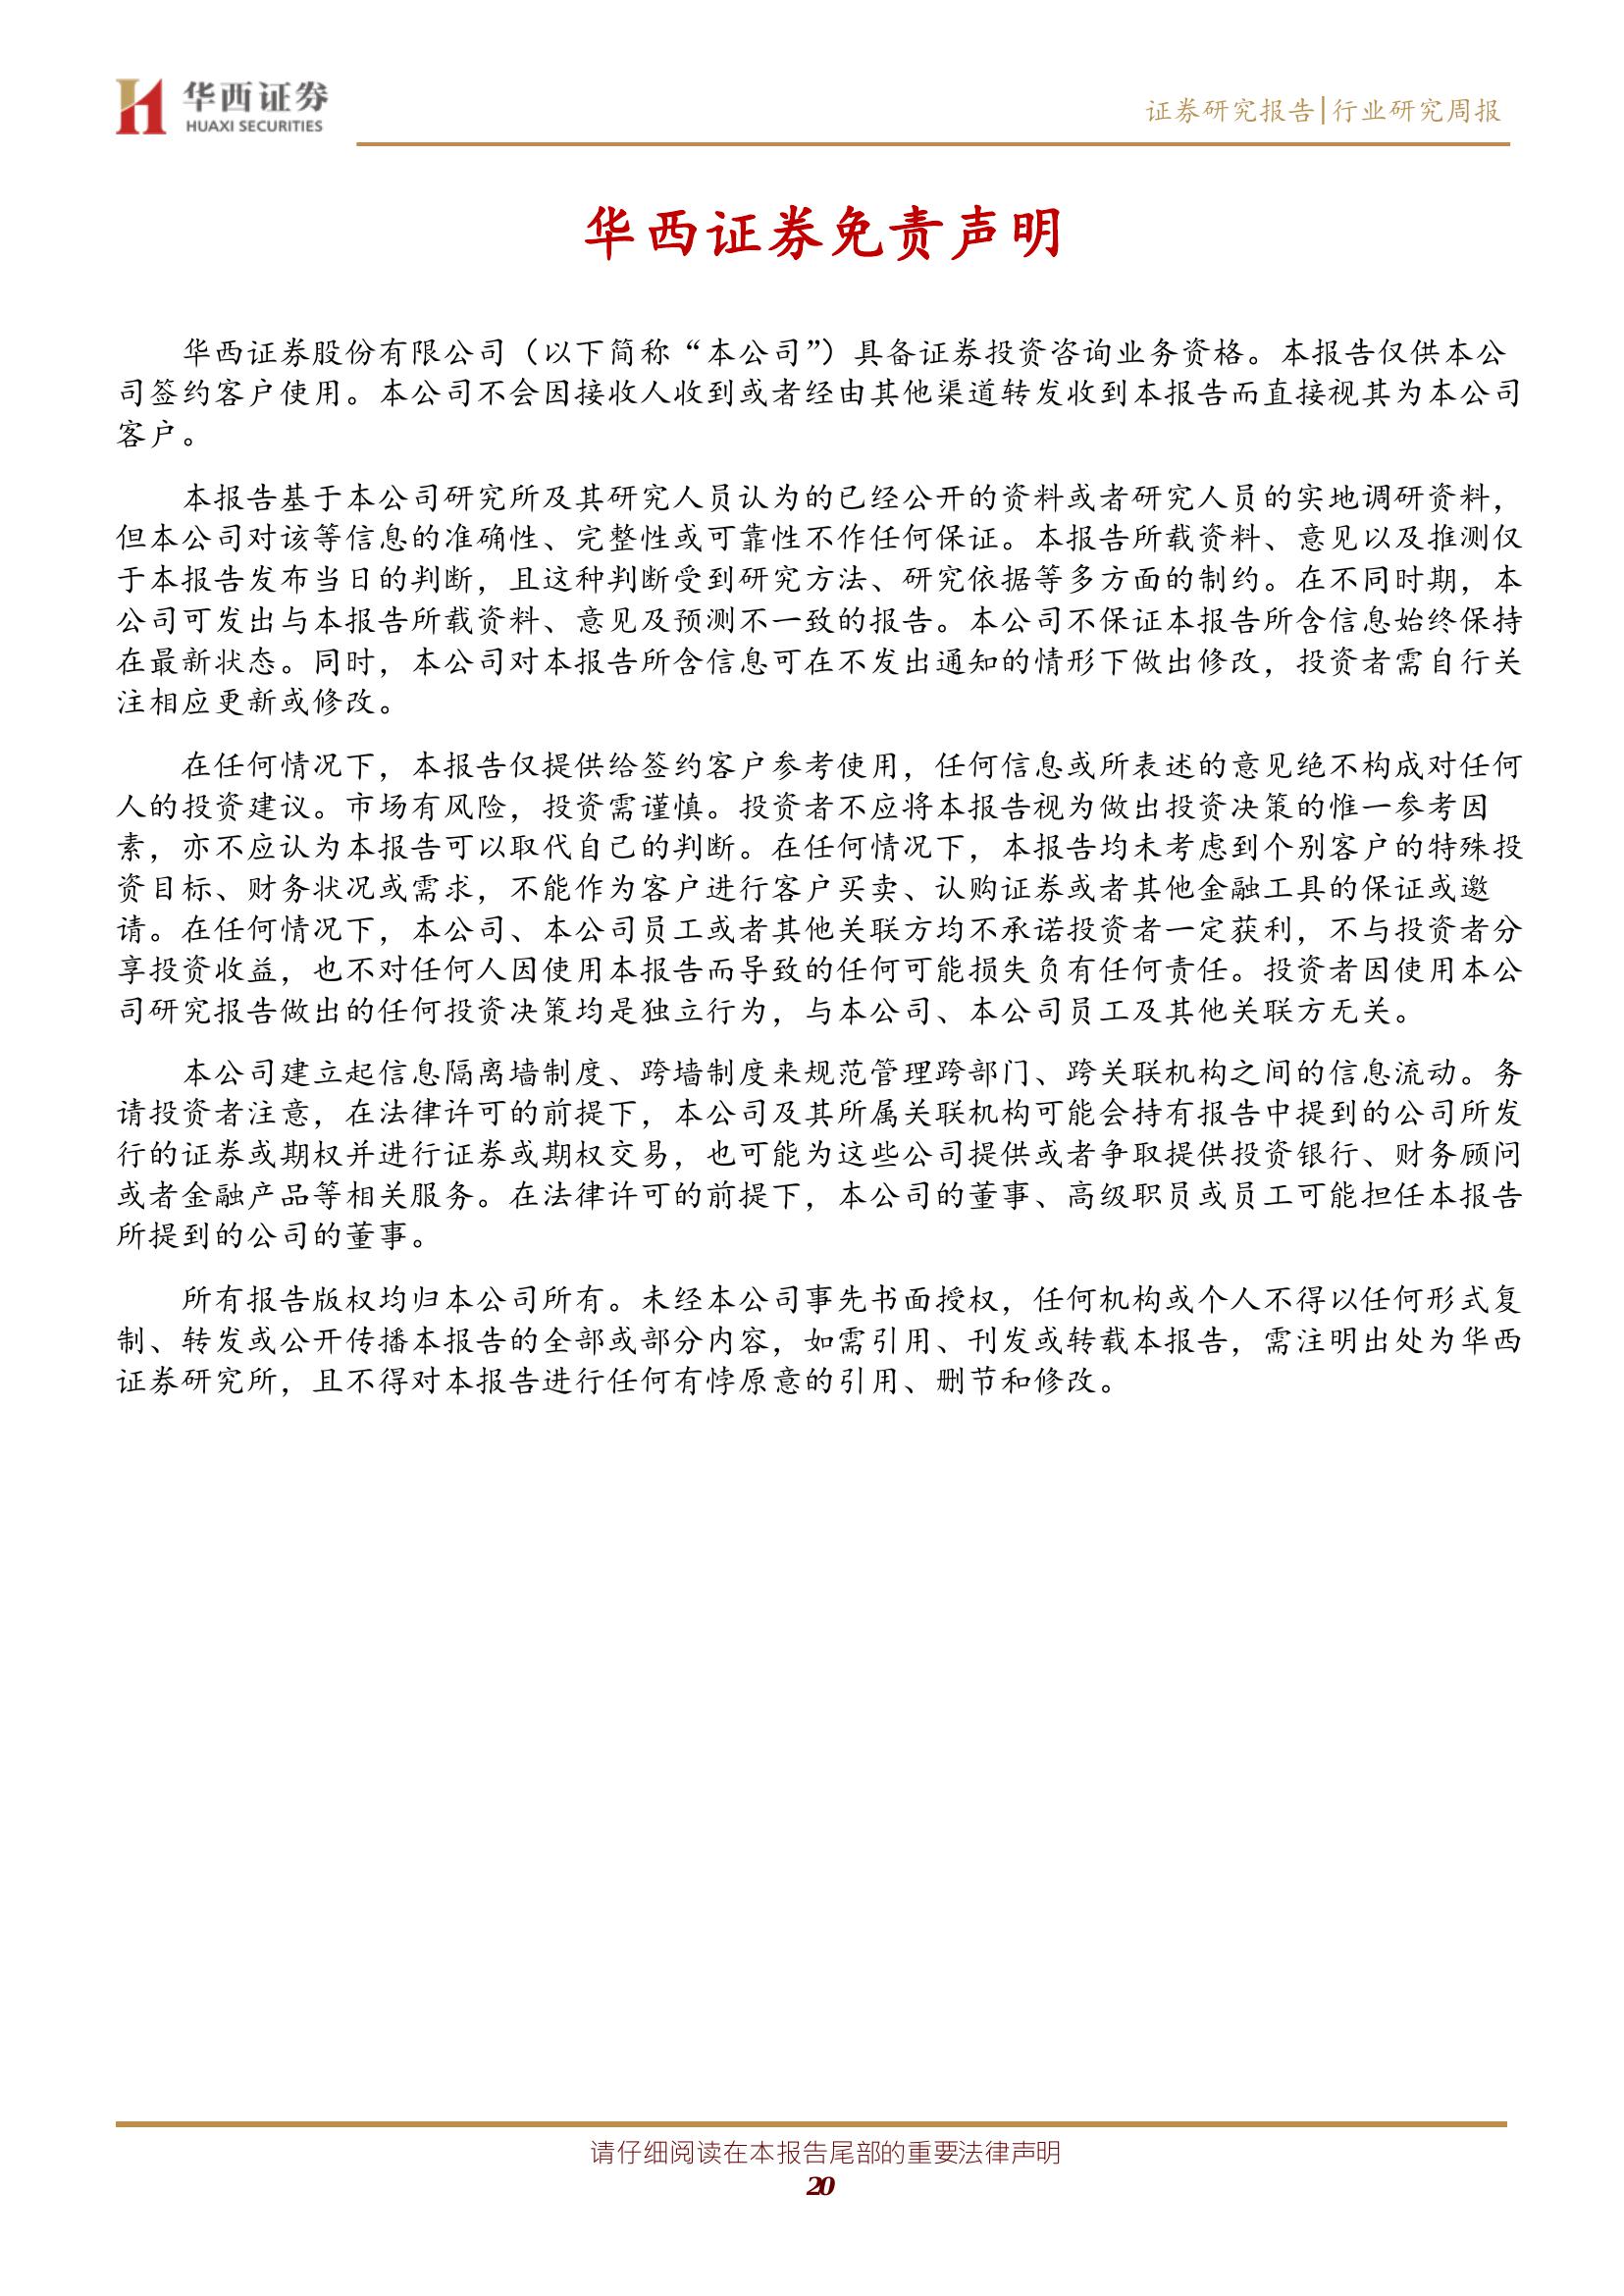 华西证券
HUAXI SECURITIES
证券研究报告|行业研究周报
华西证券免责声明
华西证券股份有限公司（以下简称“本公司”）具备证券投资咨询业务资格。本报告仅供本公
司签约客户使用。本公司不会因接收人收到或者经由其他渠道转发收到本报告而直接视其为本公司
客户。
本报告基于本公司研究所及其研究人员认为的已经公开的资料或者研究人员的实地调研资料，
但本公司对该等信息的准确性、完整性或可靠性不作任何保证。本报告所载资料、意见以及推测仅
于本报告发布当日的判断，且这种判断受到研究方法、研究依据等多方面的制约。在不同时期，本
公司可发出与本报告所载资料、意见及预测不一致的报告。本公司不保证本报告所含信息始终保持
在最新状态。同时，本公司对本报告所含信息可在不发出通知的情形下做出修改，投资者需自行关
注相应更新或修改。
在任何情况下，本报告仅提供给签约客户参考使用，任何信息或所表述的意见绝不构成对任何
人的投资建议。市场有风险，投资需谨慎。投资者不应将本报告视为做出投资决策的惟一参考因
素，亦不应认为本报告可以取代自己的判断。在任何情况下，本报告均未考虑到个别客户的特殊投
资目标、财务状况或需求，不能作为客户进行客户买卖、认购证券或者其他金融工具的保证或邀
请。在任何情况下，本公司、本公司员工或者其他关联方均不承诺投资者一定获利，不与投资者分
享投资收益，也不对任何人因使用本报告而导致的任何可能损失负有任何责任。投资者因使用本公
司研究报告做出的任何投资决策均是独立行为，与本公司、本公司员工及其他关联方无关。
本公司建立起信息隔离墙制度、跨墙制度来规范管理跨部门、跨关联机构之间的信息流动。务
请投资者注意，在法律许可的前提下，本公司及其所属关联机构可能会持有报告中提到的公司所发
行的证券或期权并进行证券或期权交易，也可能为这些公司提供或者争取提供投资银行、财务顾问
或者金融产品等相关服务。在法律许可的前提下，本公司的董事、高级职员或员工可能担任本报告
所提到的公司的董事。
所有报告版权均归本公司所有。未经本公司事先书面授权，任何机构或个人不得以任何形式复
制、转发或公开传播本报告的全部或部分内容，如需引用、刊发或转载本报告，需注明出处为华西
证券研究所，且不得对本报告进行任何有悖原意的引用、删节和修改。
请仔细阅读在本报告尾部的重要法律声明
20